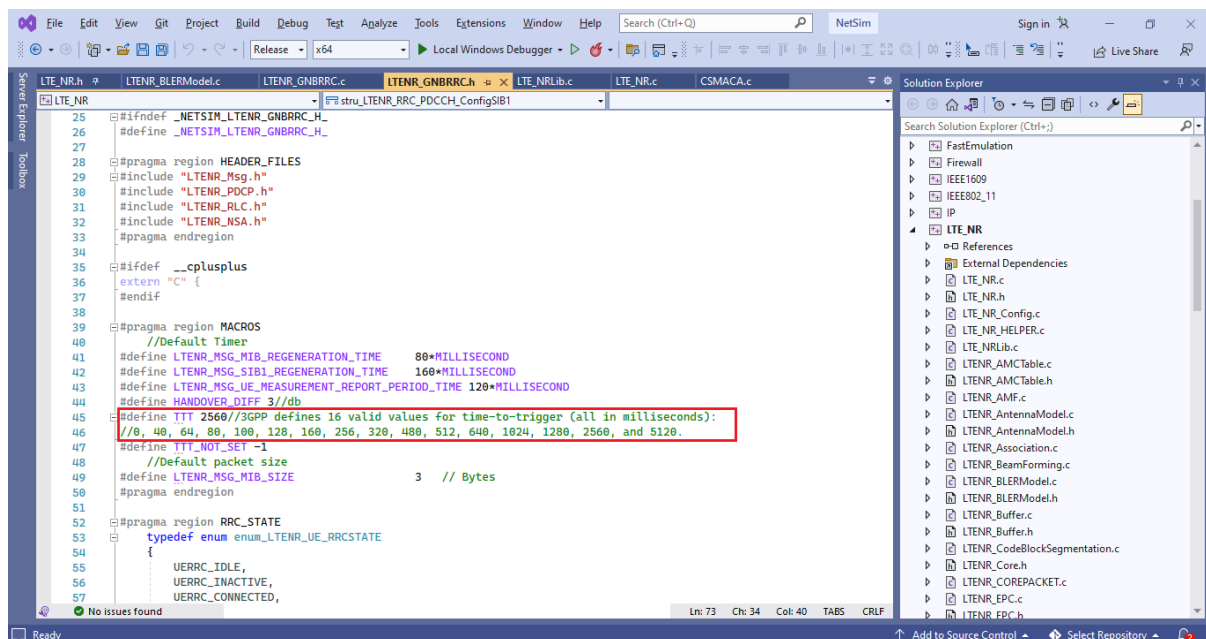 File Edit View Git Project Build Debug Test Analyze Tools Extensions Window Help Search (Ctrl+Q) NetSim Sign in
Release x64 Local Windows Debugger Live Share
LTE_NR.h LTENR_BLERModel.c LTENR_GNBRRC.c LTENR_GNBRRC.h LTE_NRLib.c LTE_NR.c CSMACA.c
LTE_NR stru_LTENR_RRC_PDCCH_ConfigSIB1
Server Explorer
Toolbox
25 #ifndef _NETSIM_LTENR_GNBRRC_H_
26 #define _NETSIM_LTENR_GNBRRC_H_
27
28 #pragma region HEADER_FILES
29 #include "LTENR_Msg.h"
30 #include "LTENR_PDCP.h"
31 #include "LTENR_RLC.h"
32 #include "LTENR_NSA.h"
33 #pragma endregion
34
35 #ifdef __cplusplus
36 extern "C" {
37 #endif
38
39 #pragma region MACROS
40 //Default Timer
41 #define LTENR_MSG_MIB_REGENERATION_TIME 80*MILLISECOND
42 #define LTENR_MSG_SIB1_REGENERATION_TIME 160*MILLISECOND
43 #define LTENR_MSG_UE_MEASUREMENT_REPORT_PERIOD_TIME 120*MILLISECOND
44 #define HANDOVER_DIFF 3//db
45 #define TTT 2560//3GPP defines 16 valid values for time-to-trigger (all in milliseconds):
46 //0, 40, 64, 80, 100, 128, 160, 256, 320, 480, 512, 640, 1024, 1280, 2560, and 5120.
47 #define TTT_NOT_SET -1
48 //Default packet size
49 #define LTENR_MSG_MIB_SIZE 3 // Bytes
50 #pragma endregion
51
52 #pragma region RRC_STATE
53 typedef enum enum_LTENR_UE_RRCSTATE
54 {
55 UERRC_IDLE,
56 UERRC_INACTIVE,
57 UERRC_CONNECTED,
No issues found Ln: 73 Ch: 34 Col: 40 TABS CRLF
Solution Explorer
Search Solution Explorer (Ctrl+;)
FastEmulation
Firewall
IEEE1609
IEEE802_11
IP
LTE_NR
References
External Dependencies
LTE_NR.c
LTE_NR.h
LTE_NR_Config.c
LTE_NR_HELPER.c
LTE_NRLib.c
LTENR_AMCTable.c
LTENR_AMCTable.h
LTENR_AMF.c
LTENR_AntennaModel.c
LTENR_AntennaModel.h
LTENR_Association.c
LTENR_BeamForming.c
LTENR_BLERModel.c
LTENR_BLERModel.h
LTENR_Buffer.c
LTENR_Buffer.h
LTENR_CodeBlockSegmentation.c
LTENR_Core.h
LTENR_COREPACKET.c
LTENR_EPC.c
LTENR_EPC.h
Ready Add to Source Control Select Repository 2